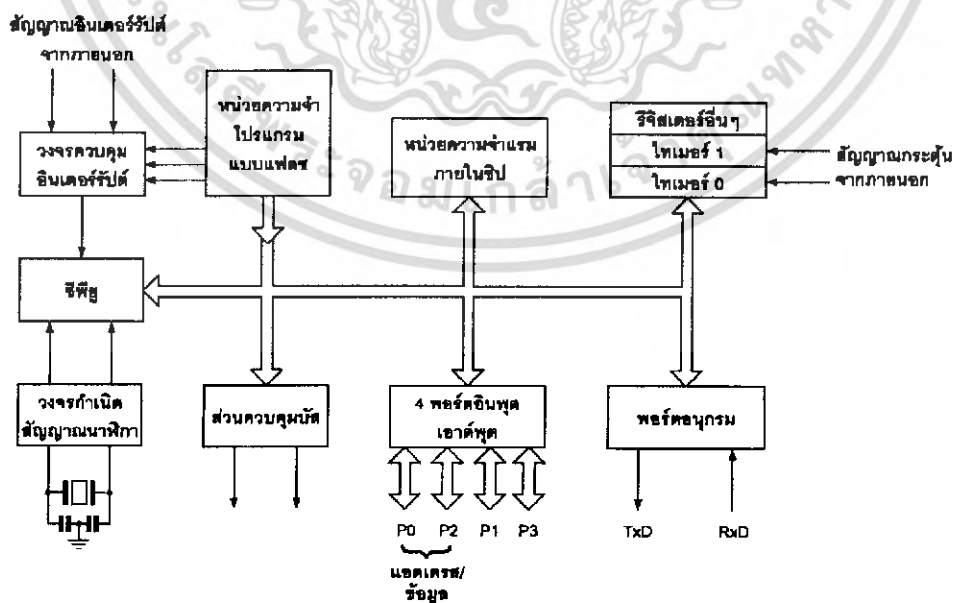 สัญญาณอินเตอร์รัปต์
จากภายนอก
วงจรควบคุม
อินเตอร์รัปต์
หน่วยความจำ
โปรแกรม
แบบแฟลช
หน่วยความจำแรม
ภายในชิป
รีจิสเตอร์อื่นๆ
ไทเมอร์ 1
ไทเมอร์ 0
สัญญาณกระตุ้น
จากภายนอก
ซีพียู
วงจรกำเนิด
สัญญาณนาฬิกา
ส่วนควบคุมบัส
4 พอร์ตอินพุต
เอาต์พุต
พอร์ตอนุกรม
P0 P2 P1 P3
TxD RxD
แอดเดรส/
ข้อมูล